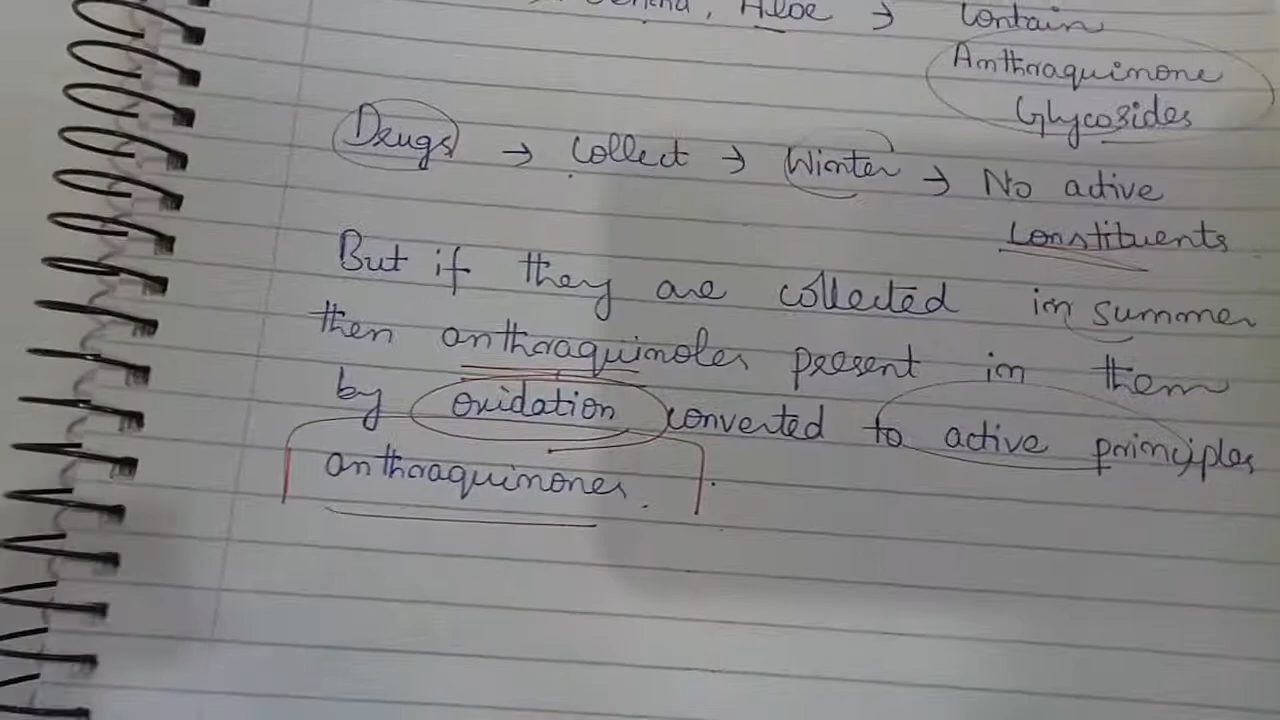 , Aloe → Contain
Anthraquinone
Glycosides
Drugs → Collect → Winter → No active
Constituents
But if they are collected in summer
then anthraquinoles present in them
by oxidation converted to active principles
anthraquinones.